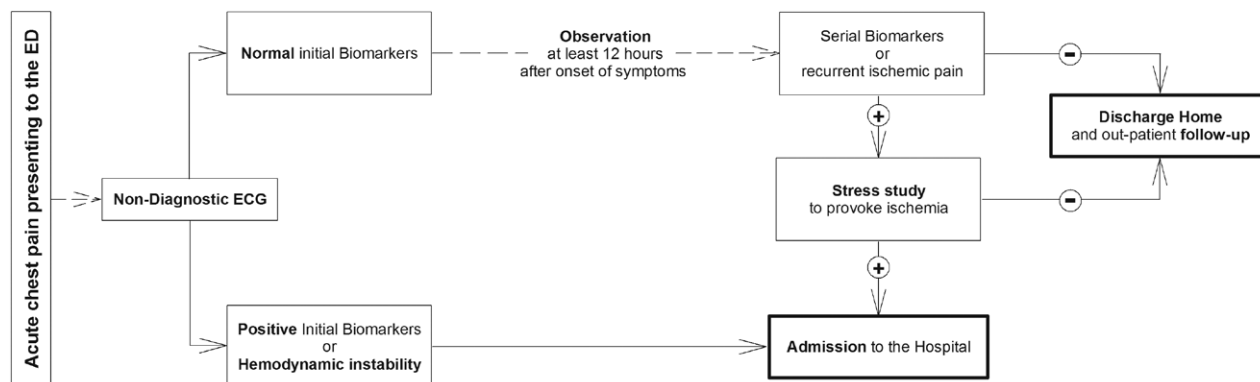 Acute chest pain presenting to the ED
Non-Diagnostic ECG
Normal initial Biomarkers
Observation
at least 12 hours
after onset of symptoms
Serial Biomarkers
or
recurrent ischemic pain
−
Discharge Home
and out-patient follow-up
+
Stress study
to provoke ischemia
−
+
Positive Initial Biomarkers
or
Hemodynamic instability
Admission to the Hospital